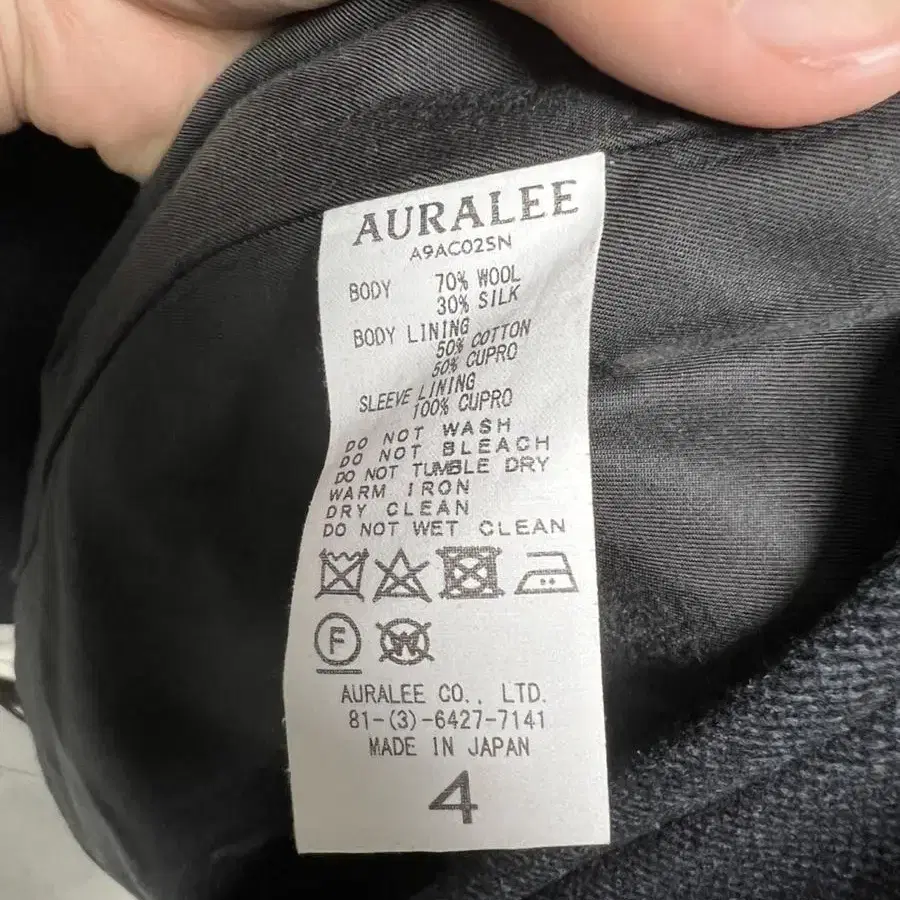 AURALEE
A9AC02SN
BODY 70% WOOL
30% SILK
BODY LINING
50% COTTON
50% CUPRO
SLEEVE LINING
100% CUPRO
DO NOT WASH
DO NOT BLEACH
DO NOT TUMBLE DRY
WARM IRON
DRY CLEAN
DO NOT WET CLEAN
F W
AURALEE CO., LTD.
81-(3)-6427-7141
MADE IN JAPAN
4